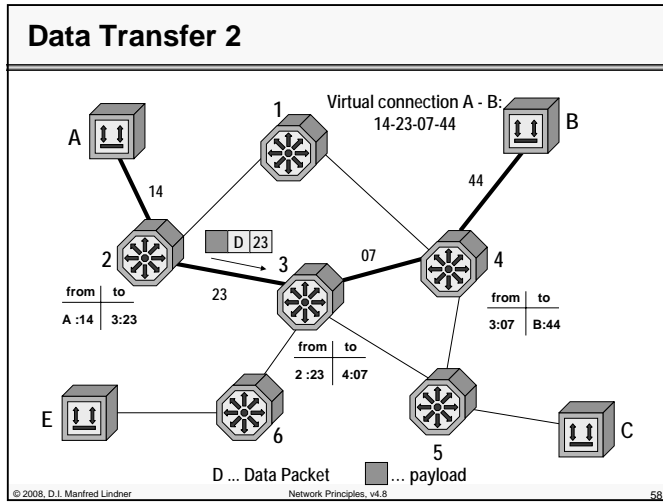 Data Transfer 2
Virtual connection A - B:
14-23-07-44
A
1
B
14
44
2
D 23
3
07
4
23
from to
A :14 3:23
from to
3:07 B:44
from to
2 :23 4:07
E
6
5
C
D ... Data Packet ... payload
© 2008, D.I. Manfred Lindner Network Principles, v4.8 58